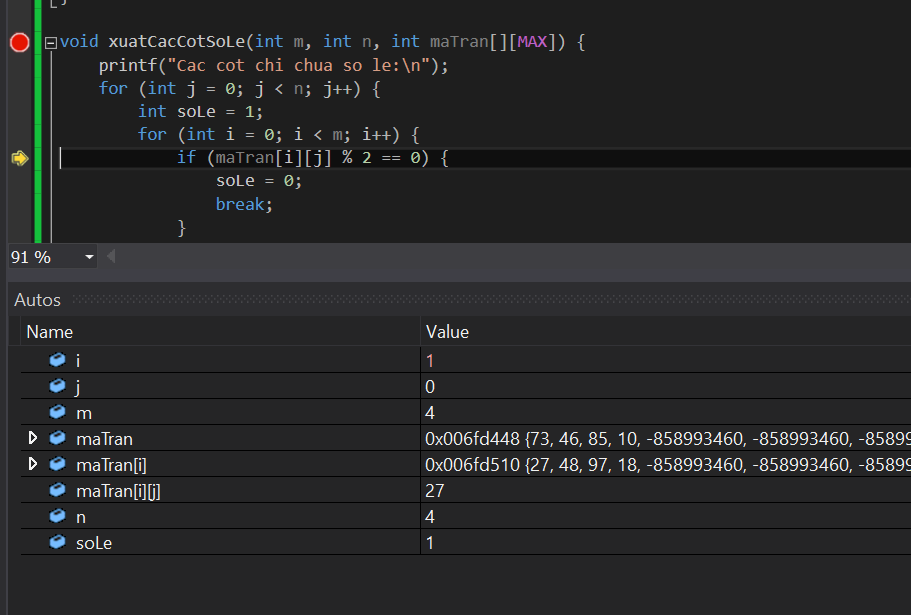 void xuatCacCotSoLe(int m, int n, int maTran[][MAX]) {
printf("Cac cot chi chua so le:\n");
for (int j = 0; j < n; j++) {
int soLe = 1;
for (int i = 0; i < m; i++) {
if (maTran[i][j] % 2 == 0) {
soLe = 0;
break;
}
91 %
Autos
Name Value
i 1
j 0
m 4
maTran 0x006fd448 {73, 46, 85, 10, -858993460, -858993460, -85899
maTran[i] 0x006fd510 {27, 48, 97, 18, -858993460, -858993460, -85899
maTran[i][j] 27
n 4
soLe 1